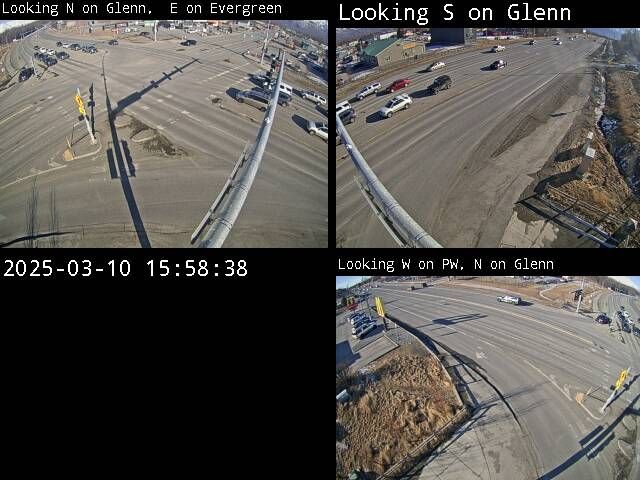 Looking N on Glenn,  E on Evergreen
Looking S on Glenn
2025-03-10 15:58:38
Looking W on PW, N on Glenn